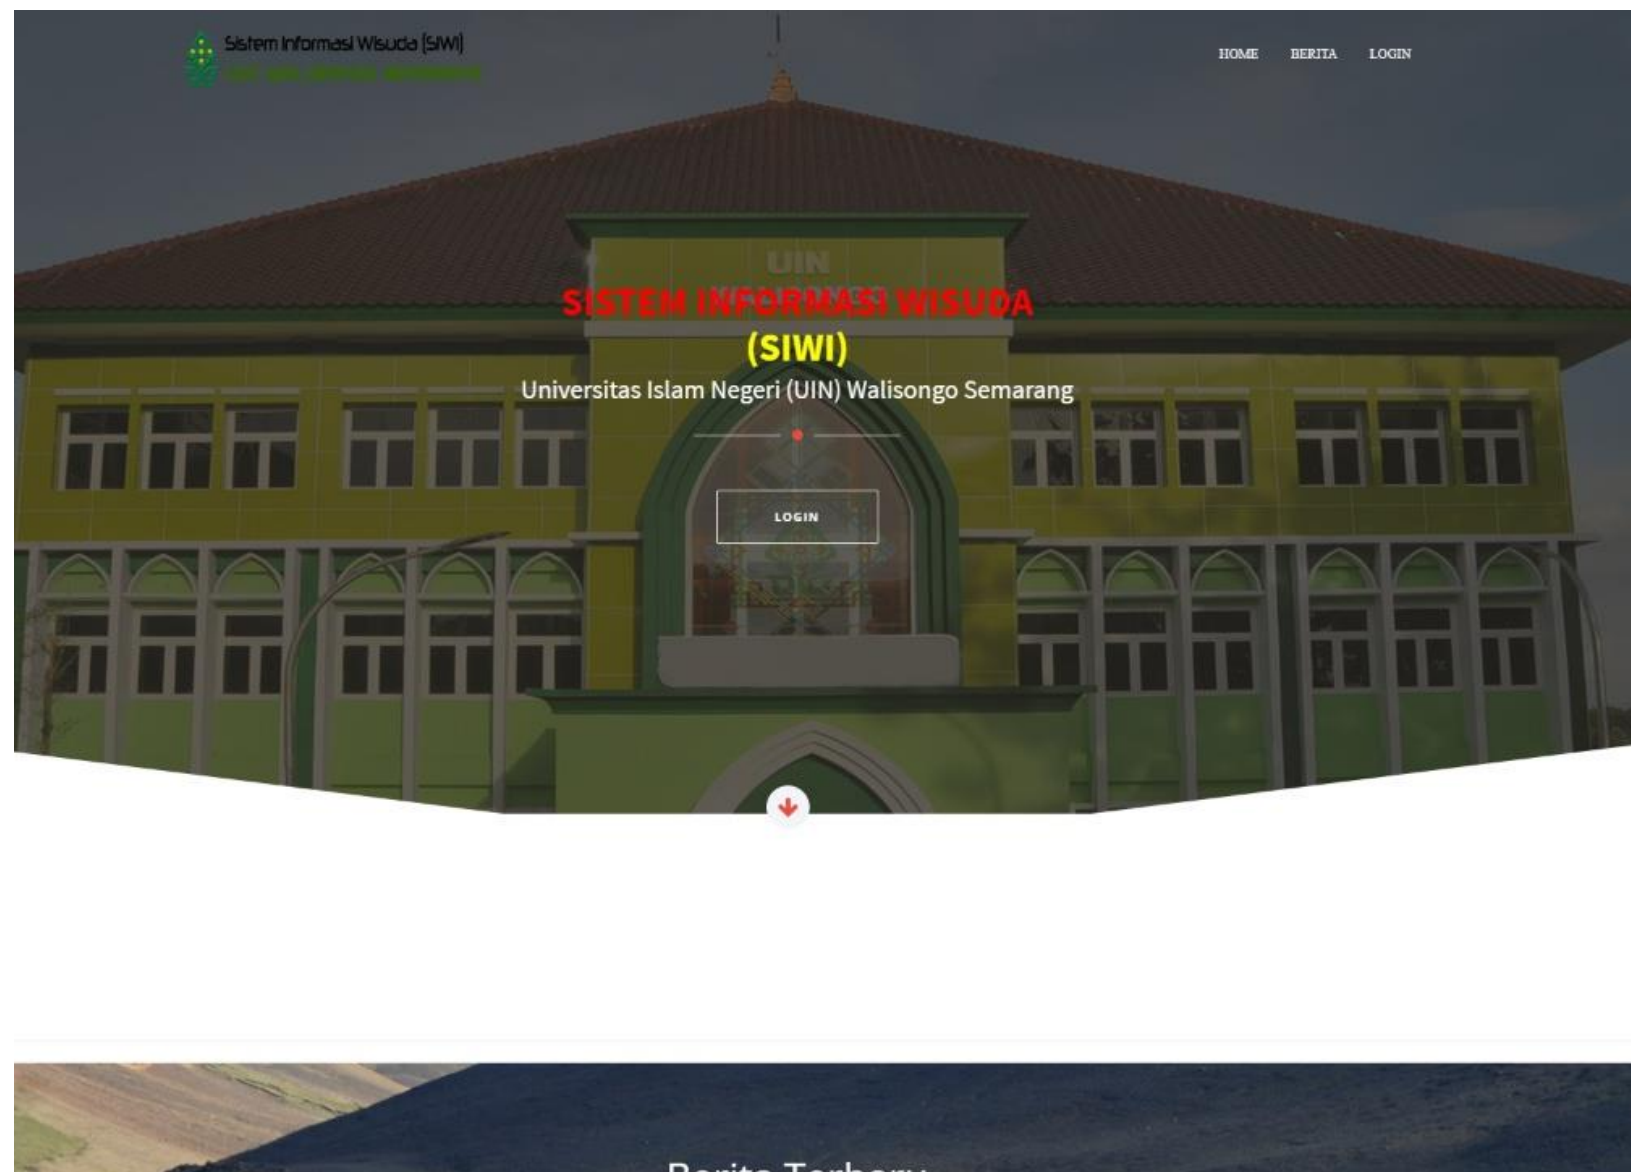 Sistem Informasi Wisuda (SIWI)
HOME
BERITA
LOGIN
UIN
SISTEM INFORMASI WISUDA
(SIWI)
Universitas Islam Negeri (UIN) Walisongo Semarang
LOGIN
Berita Terbaru